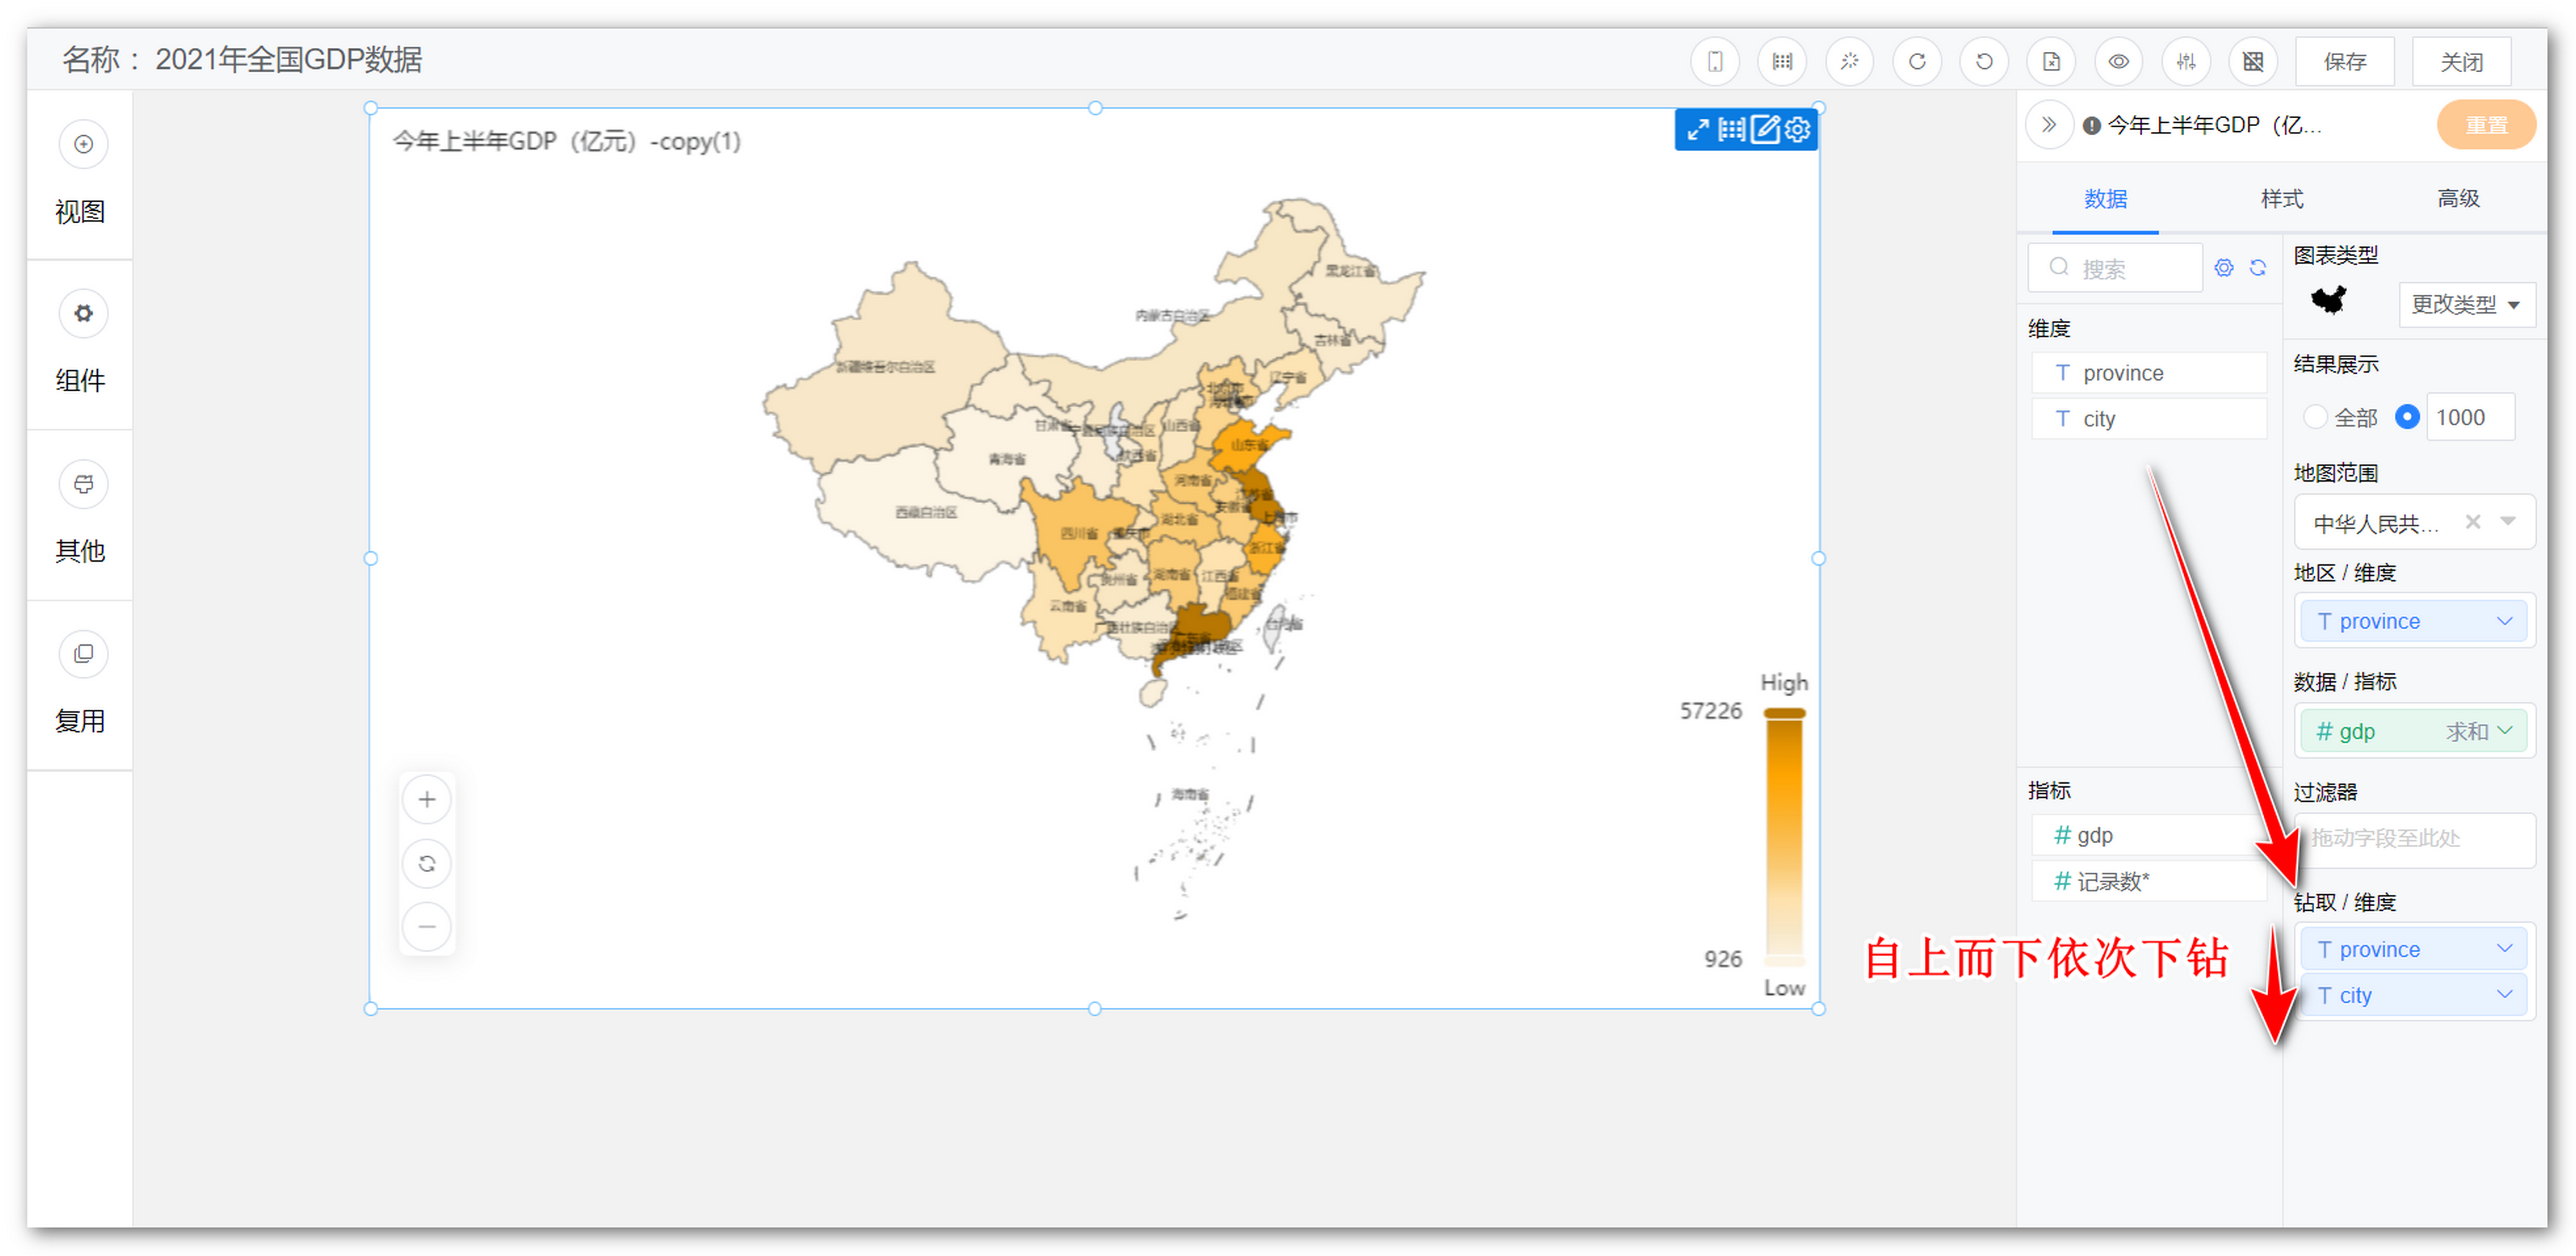 名称： 2021年全国GDP数据
保存
关闭
视图
组件
其他
复用
今年上半年GDP（亿元）-copy(1)
黑龙江省
内蒙古自治区
吉林省
新疆维吾尔自治区
辽宁省
北京市
甘肃省
山西省
山东省
陕西省
青海省
河南省
江苏省
西藏自治区
安徽省
上海市
湖北省
四川省
重庆市
浙江省
湖南省
江西省
贵州省
福建省
云南省
台湾省
广西壮族自治区
广东省
海南省
High
57226
926
Low
今年上半年GDP（亿...
重置
数据
样式
高级
搜索
维度
province
city
指标
gdp
记录数*
图表类型
更改类型
结果展示
全部
1000
地图范围
中华人民共...
地区 / 维度
province
数据 / 指标
gdp
求和
过滤器
拖动字段至此处
钻取 / 维度
province
city
自上而下依次下钻